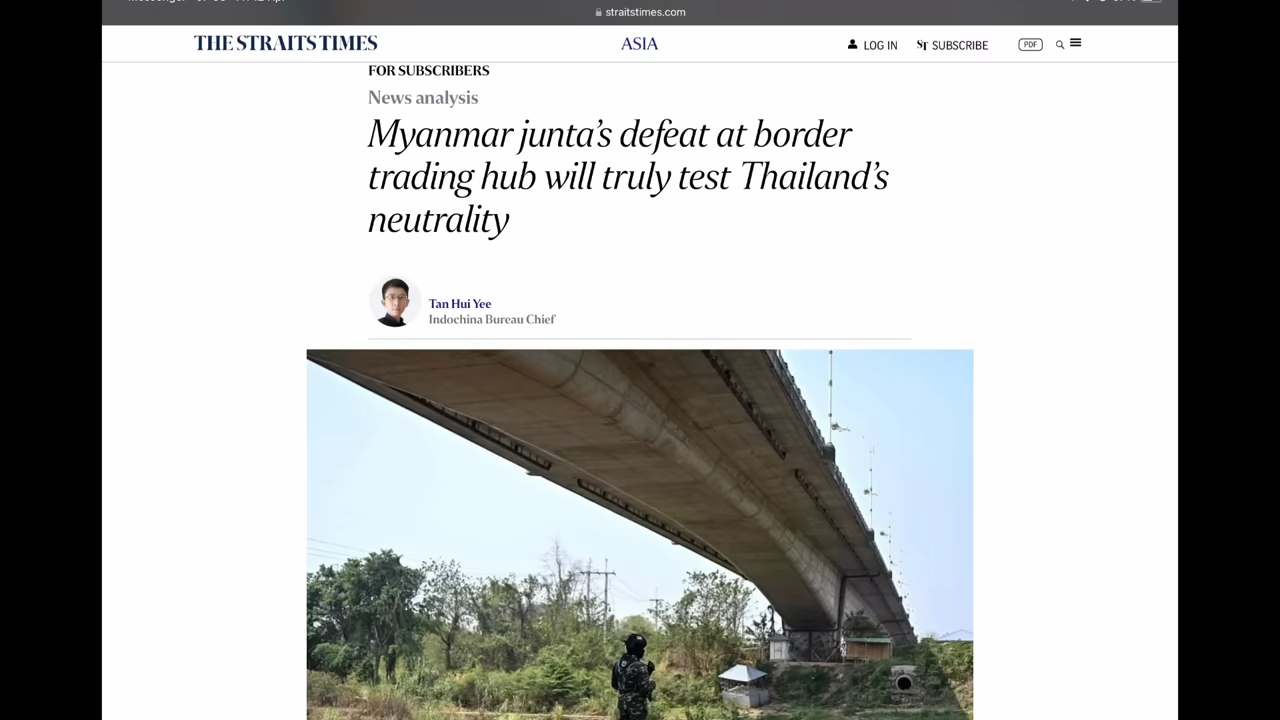 straitstimes.com
THE STRAITS TIMES
ASIA
LOG IN
ST SUBSCRIBE
PDF
FOR SUBSCRIBERS
News analysis
Myanmar junta's defeat at border
trading hub will truly test Thailand's
neutrality
Tan Hui Yee
Indochina Bureau Chief